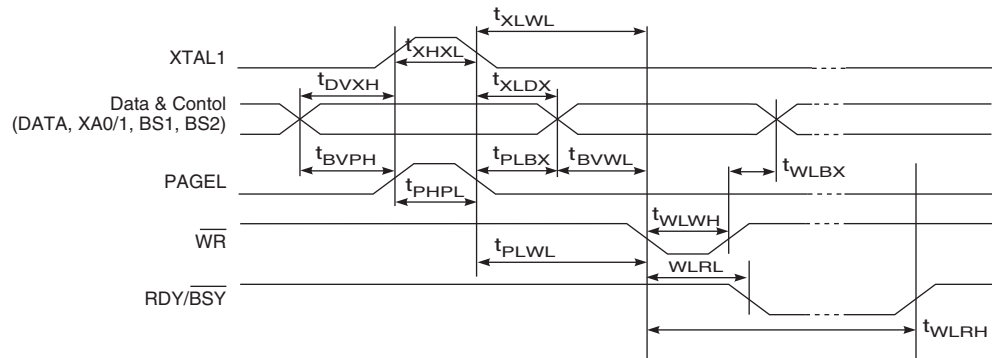 tXLWL
XTAL1
tXHXL
tDVXH
tXLDX
Data & Contol
(DATA, XA0/1, BS1, BS2)
tBVPH
tPLBX
tBVWL
tWLBX
PAGEL
tPHPL
tWLWH
WR
tPLWL
WLRL
RDY/BSY
tWLRH